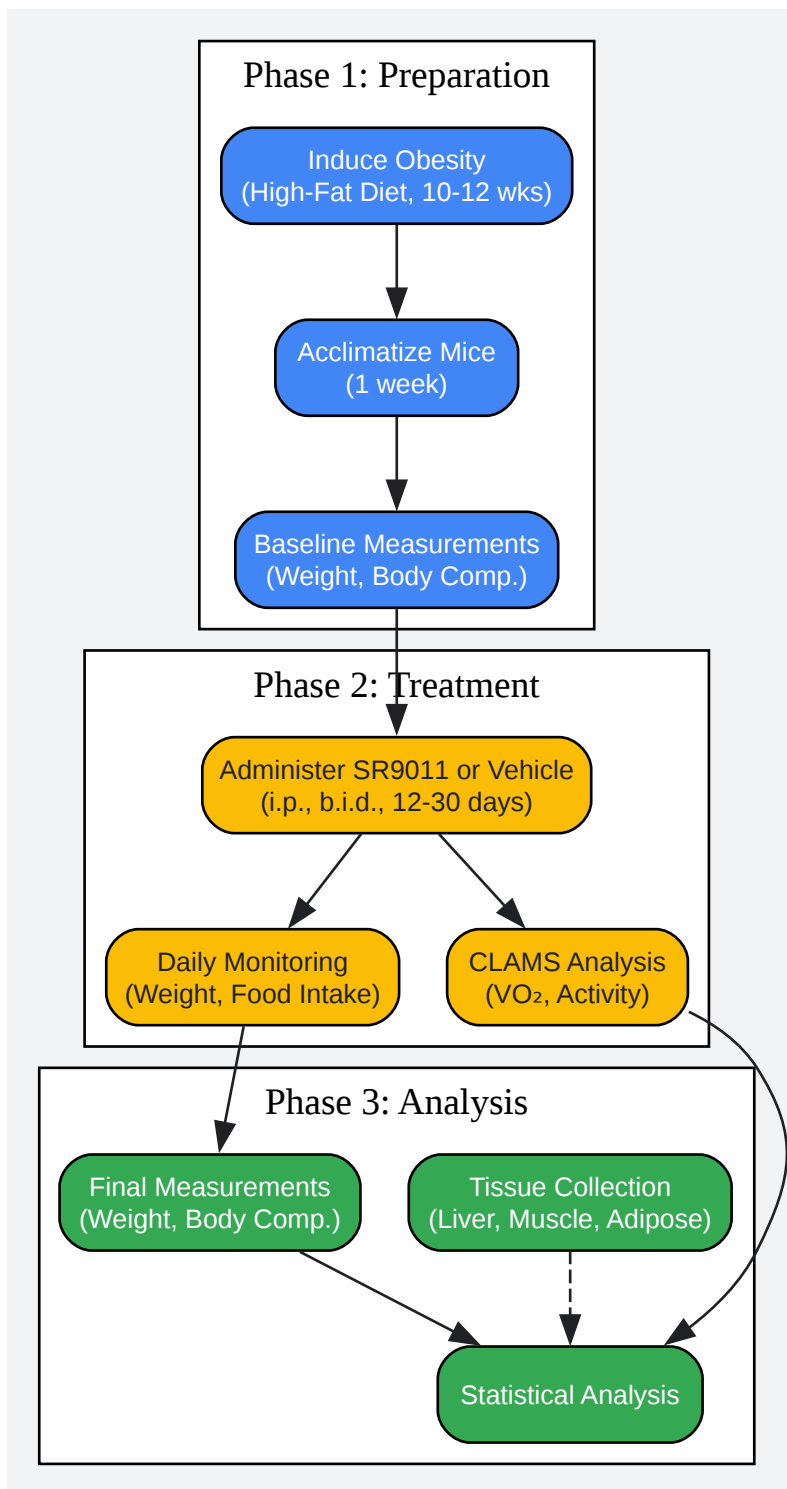 Phase 1: Preparation
Induce Obesity
(High-Fat Diet, 10-12 wks)
Acclimatize Mice
(1 week)
Baseline Measurements
(Weight, Body Comp.)
Phase 2: Treatment
Administer SR9011 or Vehicle
(i.p., b.i.d., 12-30 days)
Daily Monitoring
(Weight, Food Intake)
CLAMS Analysis
(VO₂, Activity)
Phase 3: Analysis
Final Measurements
(Weight, Body Comp.)
Tissue Collection
(Liver, Muscle, Adipose)
Statistical Analysis